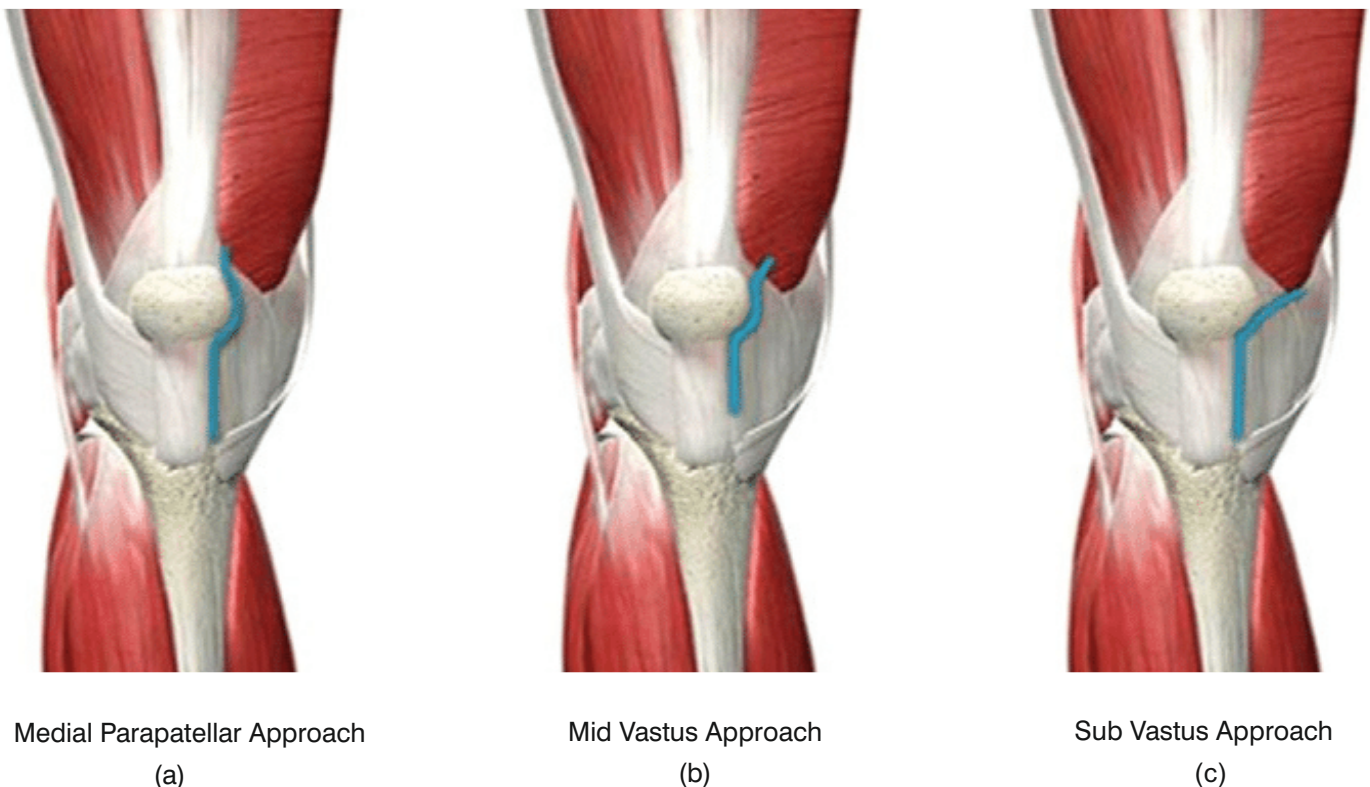 Medial Parapatellar Approach
(a)
Mid Vastus Approach
(b)
Sub Vastus Approach
(c)